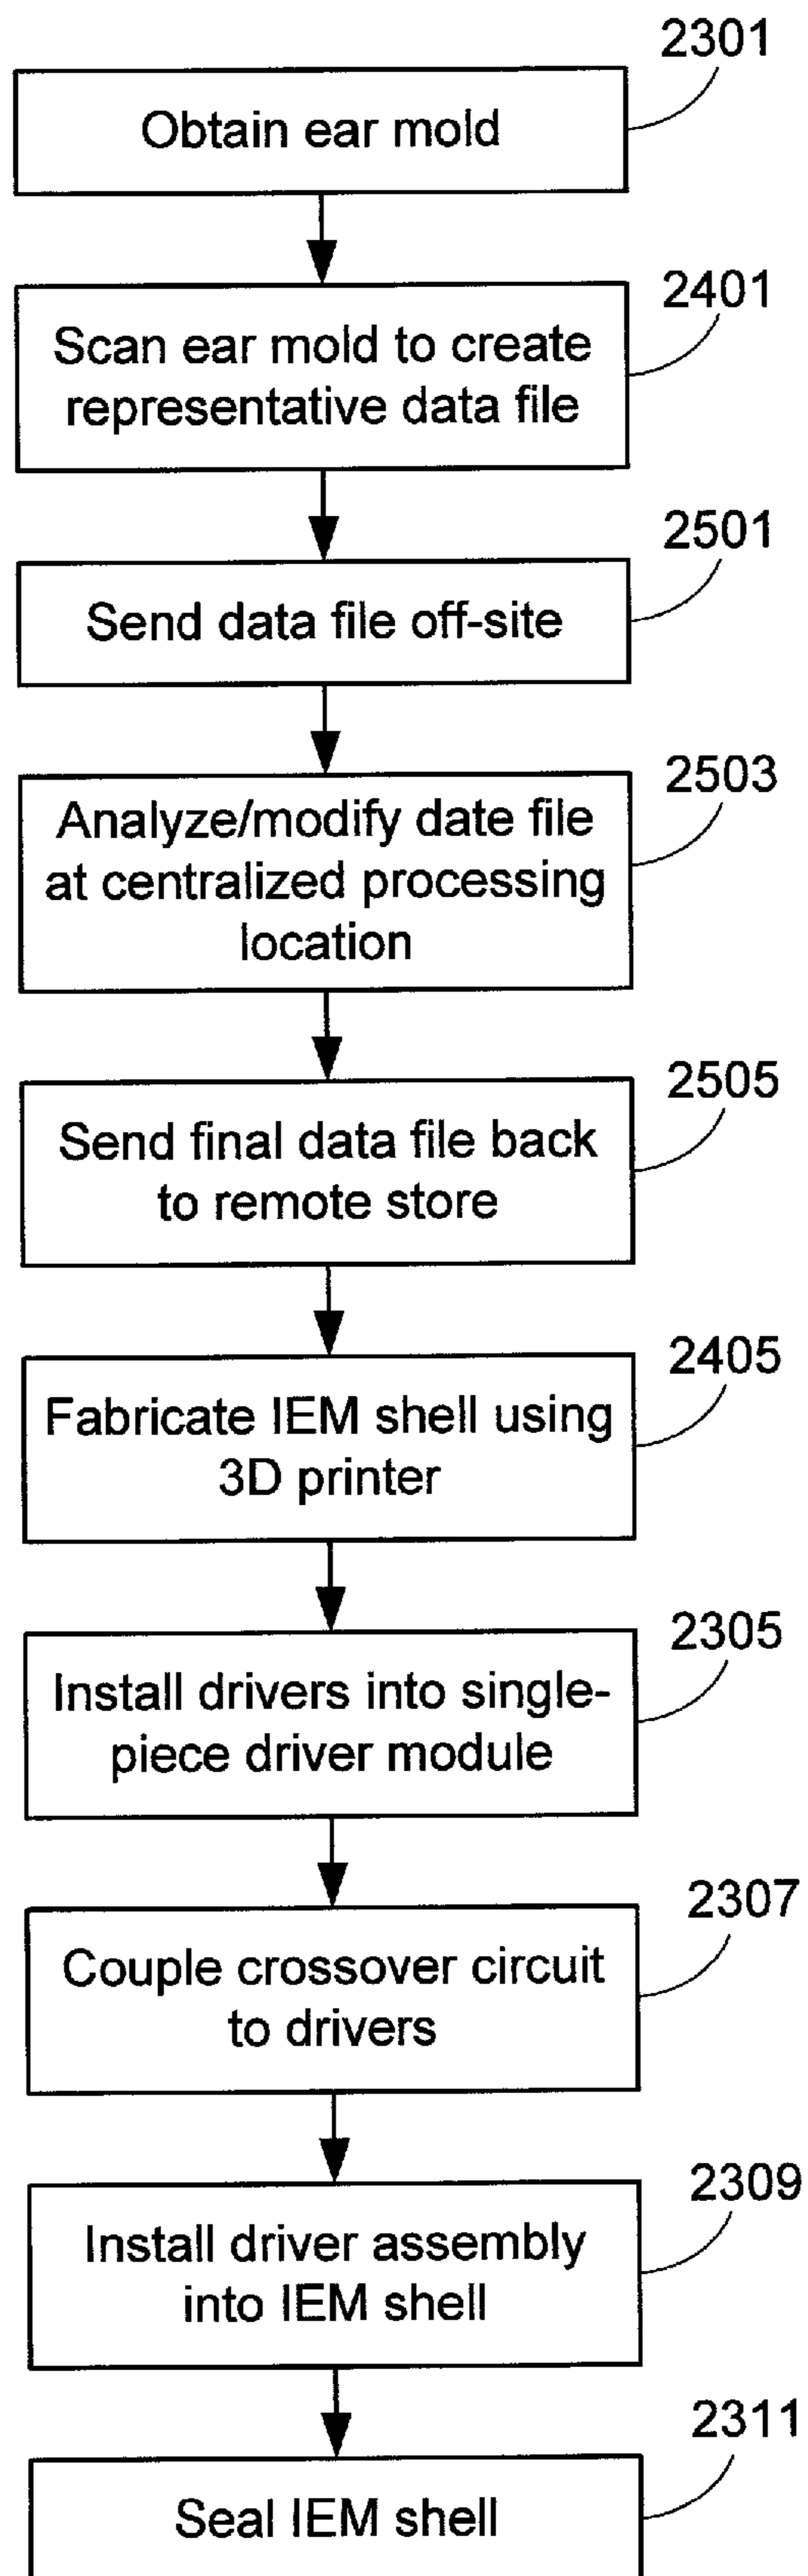 2301
Obtain ear mold
2401
Scan ear mold to create
representative data file
2501
Send data file off-site
2503
Analyze/modify date file
at centralized processing
location
2505
Send final data file back
to remote store
2405
Fabricate IEM shell using
3D printer
2305
Install drivers into single-
piece driver module
2307
Couple crossover circuit
to drivers
2309
Install driver assembly
into IEM shell
2311
Seal IEM shell